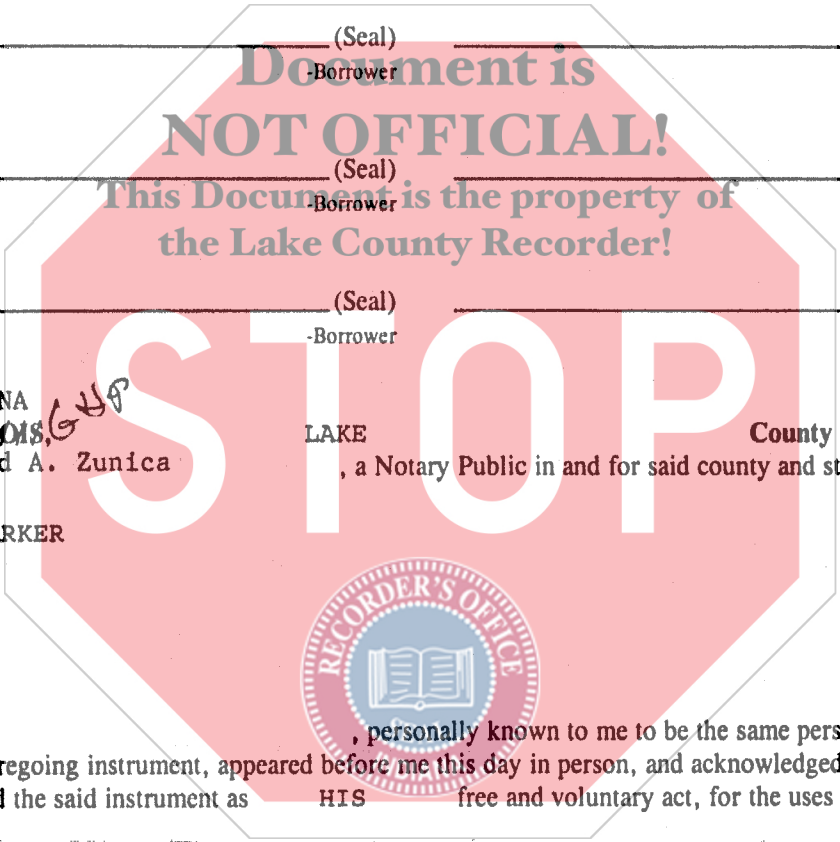 (Seal)
-Borrower
Document is
NOT OFFICIAL!
(Seal)
-Borrower
This Document is the property of
the Lake County Recorder!
(Seal)
-Borrower
STOP
NA
OIS, GHP
LAKE County
d A. Zunica , a Notary Public in and for said county and st
RKER
RECORDER'S OFFICE
, personally known to me to be the same pers
regoing instrument, appeared before me this day in person, and acknowledged
d the said instrument as HIS free and voluntary act, for the uses